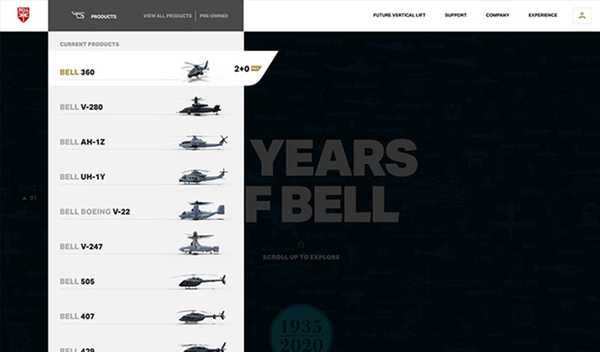 PRODUCTS
VIEW ALL PRODUCTS
PRE-OWNED
FUTURE VERTICAL LIFT
SUPPORT
COMPANY
EXPERIENCE
CURRENT PRODUCTS
BELL 360
2+0
BELL V-280
BELL AH-1Z
BELL UH-1Y
BELL BOEING V-22
BELL V-247
BELL 505
BELL 407
BELL 429
YEARS
F BELL
31
SCROLL UP TO EXPLORE
1935
2020